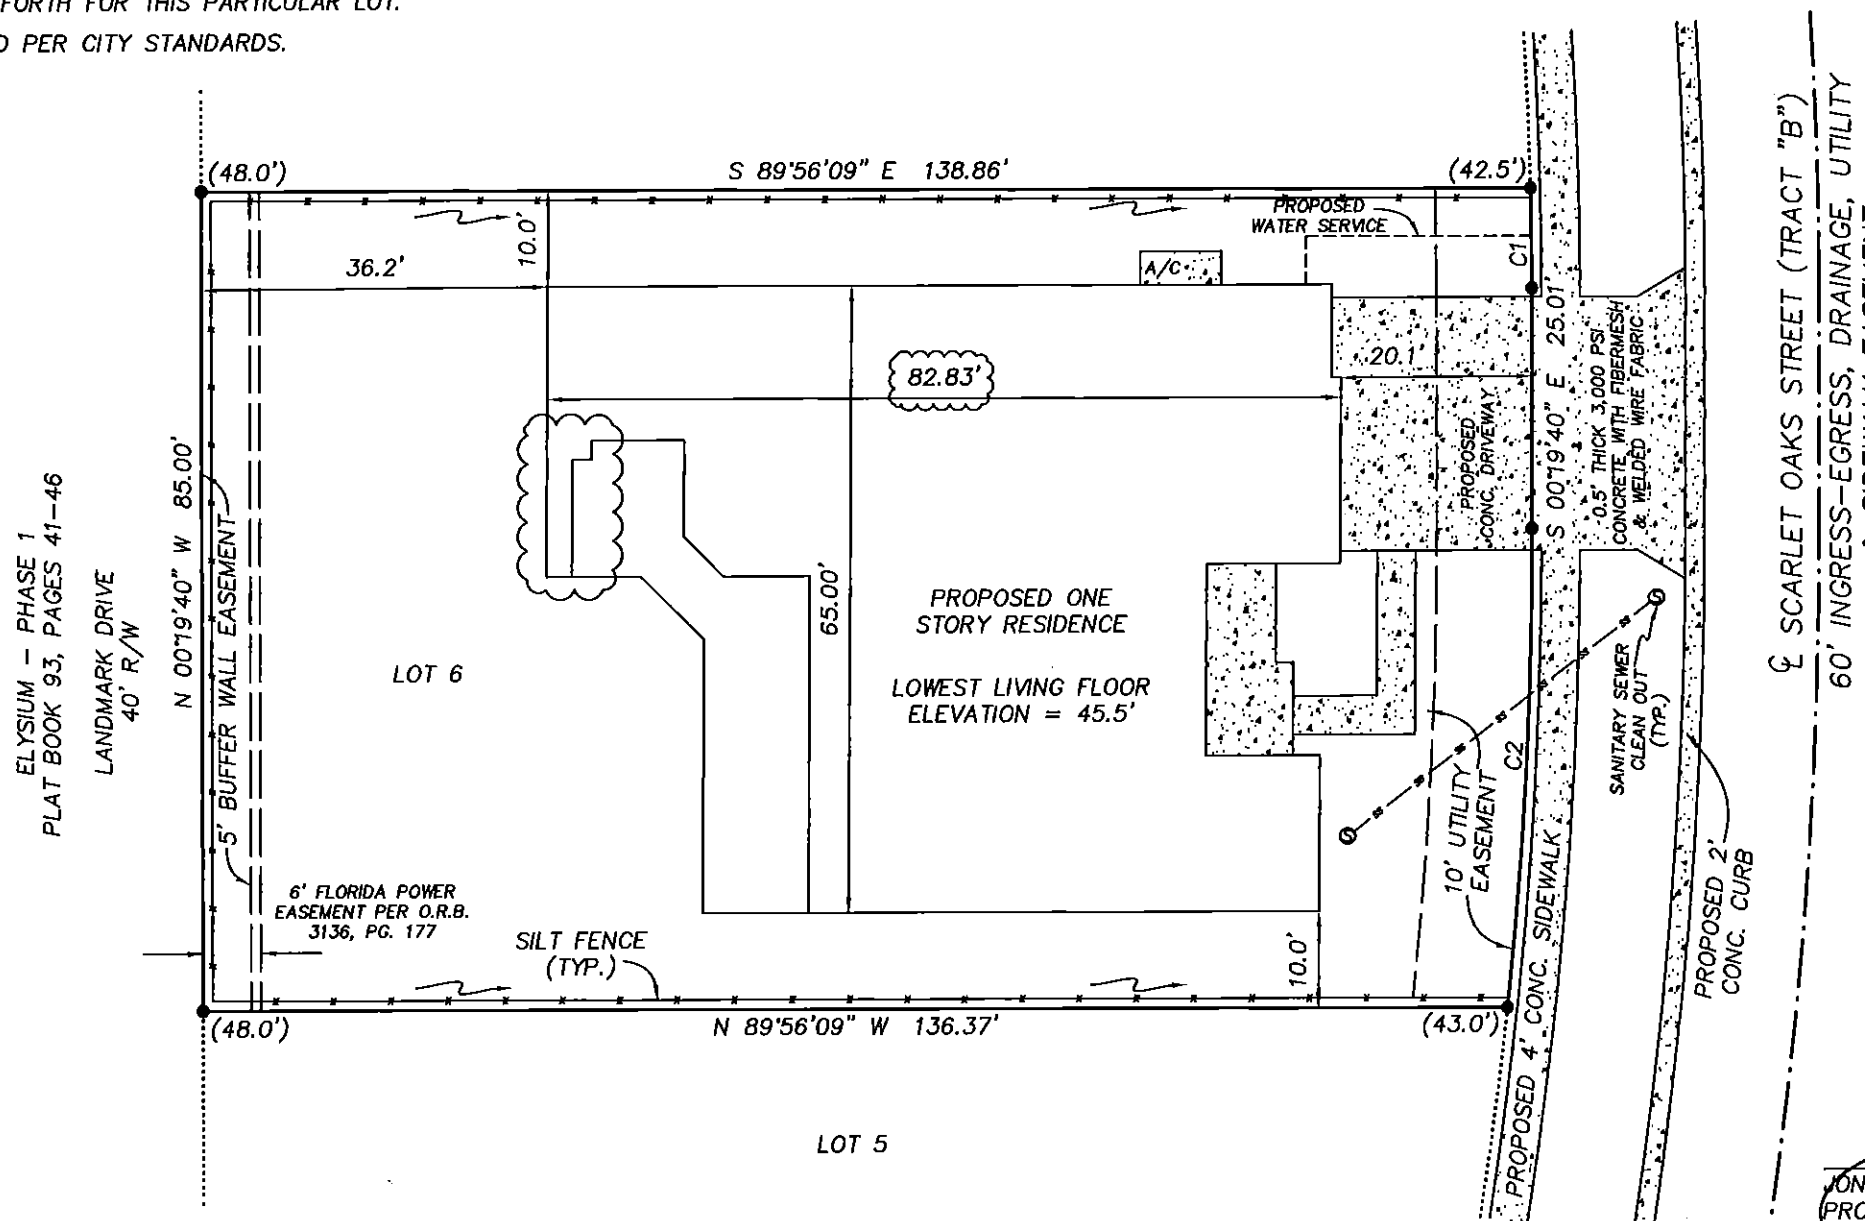 FORTH FOR THIS PARTICULAR LOT.
PER CITY STANDARDS.
(48.0')
S 89°56'09" E 138.86'
(42.5')
PROPOSED
WATER SERVICE
10.0'
36.2'
A/C
C1
82.83'
20.1'
PROPOSED
CONC. DRIVEWAY
S 00°19'40" E 25.01'
0.5' THICK 3,000 PSI
CONCRETE WITH FIBERMESH
& WELDED WIRE FABRIC
℄ SCARLET OAKS STREET (TRACT "B")
60' INGRESS-EGRESS, DRAINAGE, UTILITY
ELYSIUM - PHASE 1
PLAT BOOK 93, PAGES 41-46
LANDMARK DRIVE
40' R/W
N 00°19'40" W 85.00'
5' BUFFER WALL EASEMENT
LOT 6
65.00'
PROPOSED ONE
STORY RESIDENCE
LOWEST LIVING FLOOR
ELEVATION = 45.5'
S
SANITARY SEWER
CLEAN OUT
(TYP.)
C2
S
10' UTILITY
EASEMENT
PROPOSED 2'
CONC. CURB
6' FLORIDA POWER
EASEMENT PER O.R.B.
3136, PG. 177
SILT FENCE
(TYP.)
10.0'
(48.0')
N 89°56'09" W 136.37'
(43.0')
PROPOSED 4' CONC. SIDEWALK
LOT 5